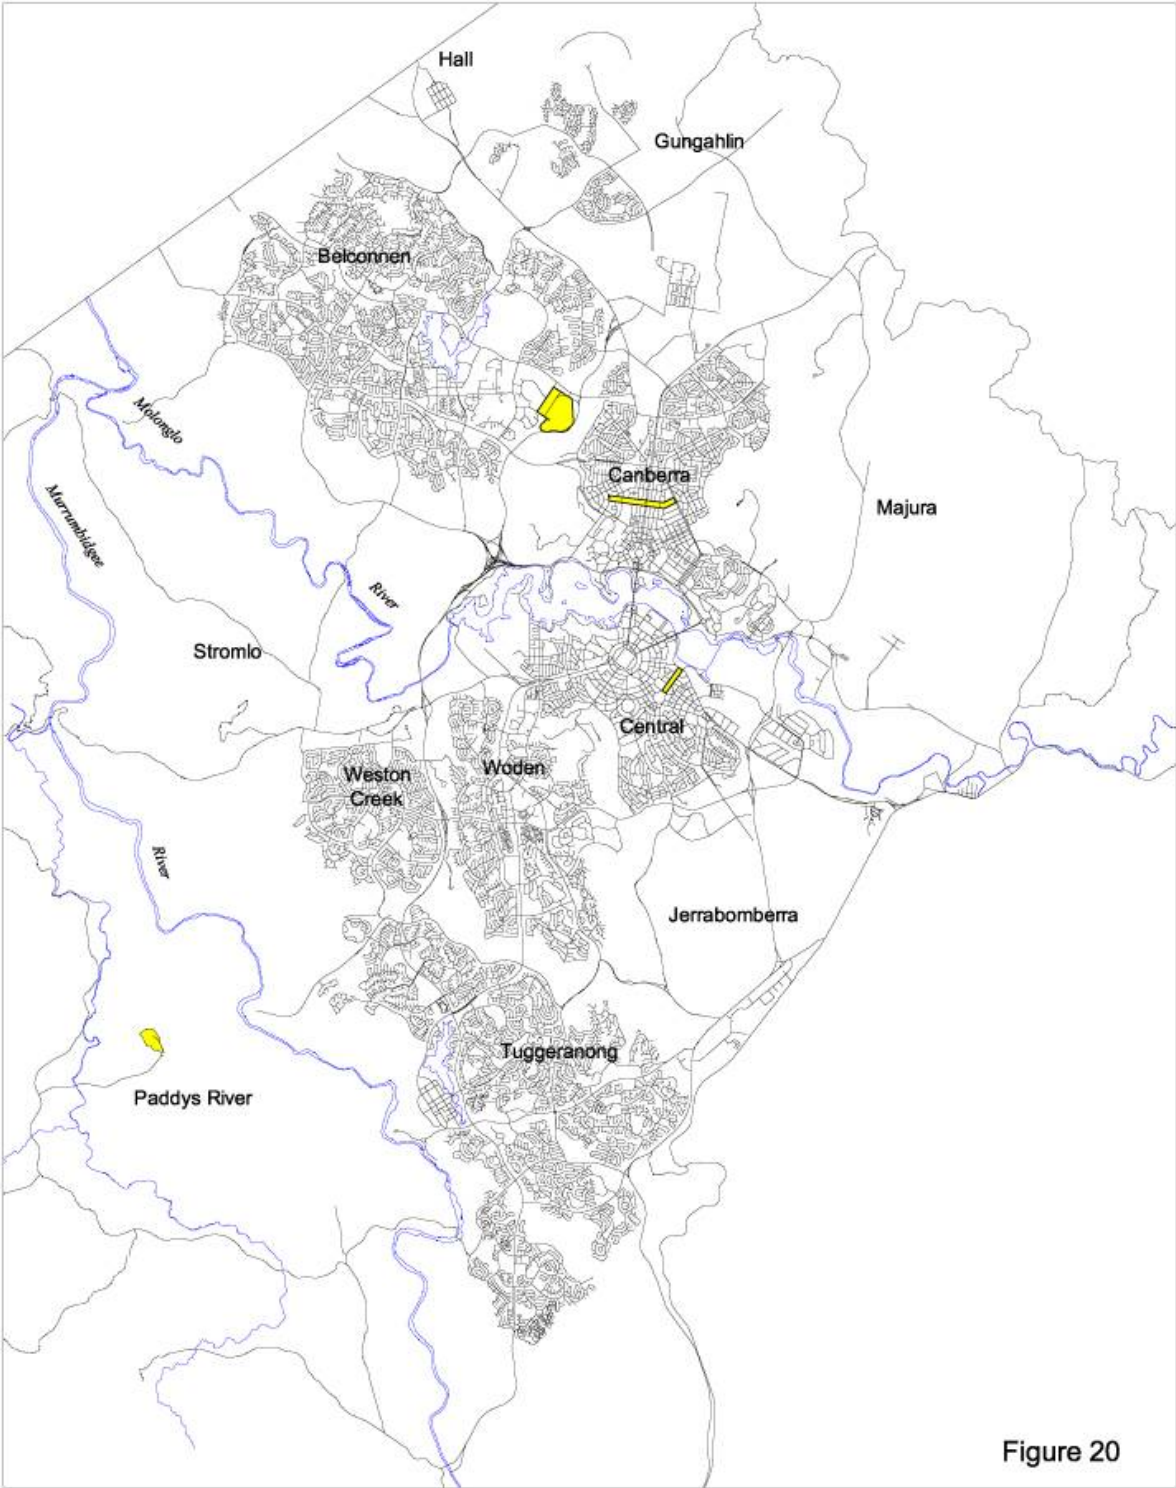 Hall
Gungahlin
Belconnen
Molonglo
Canberra
Murrumbidgee
Majura
River
Stromlo
Central
Woden
Weston
Creek
River
Jerrabomberra
Tuggeranong
Paddys River
Figure 20